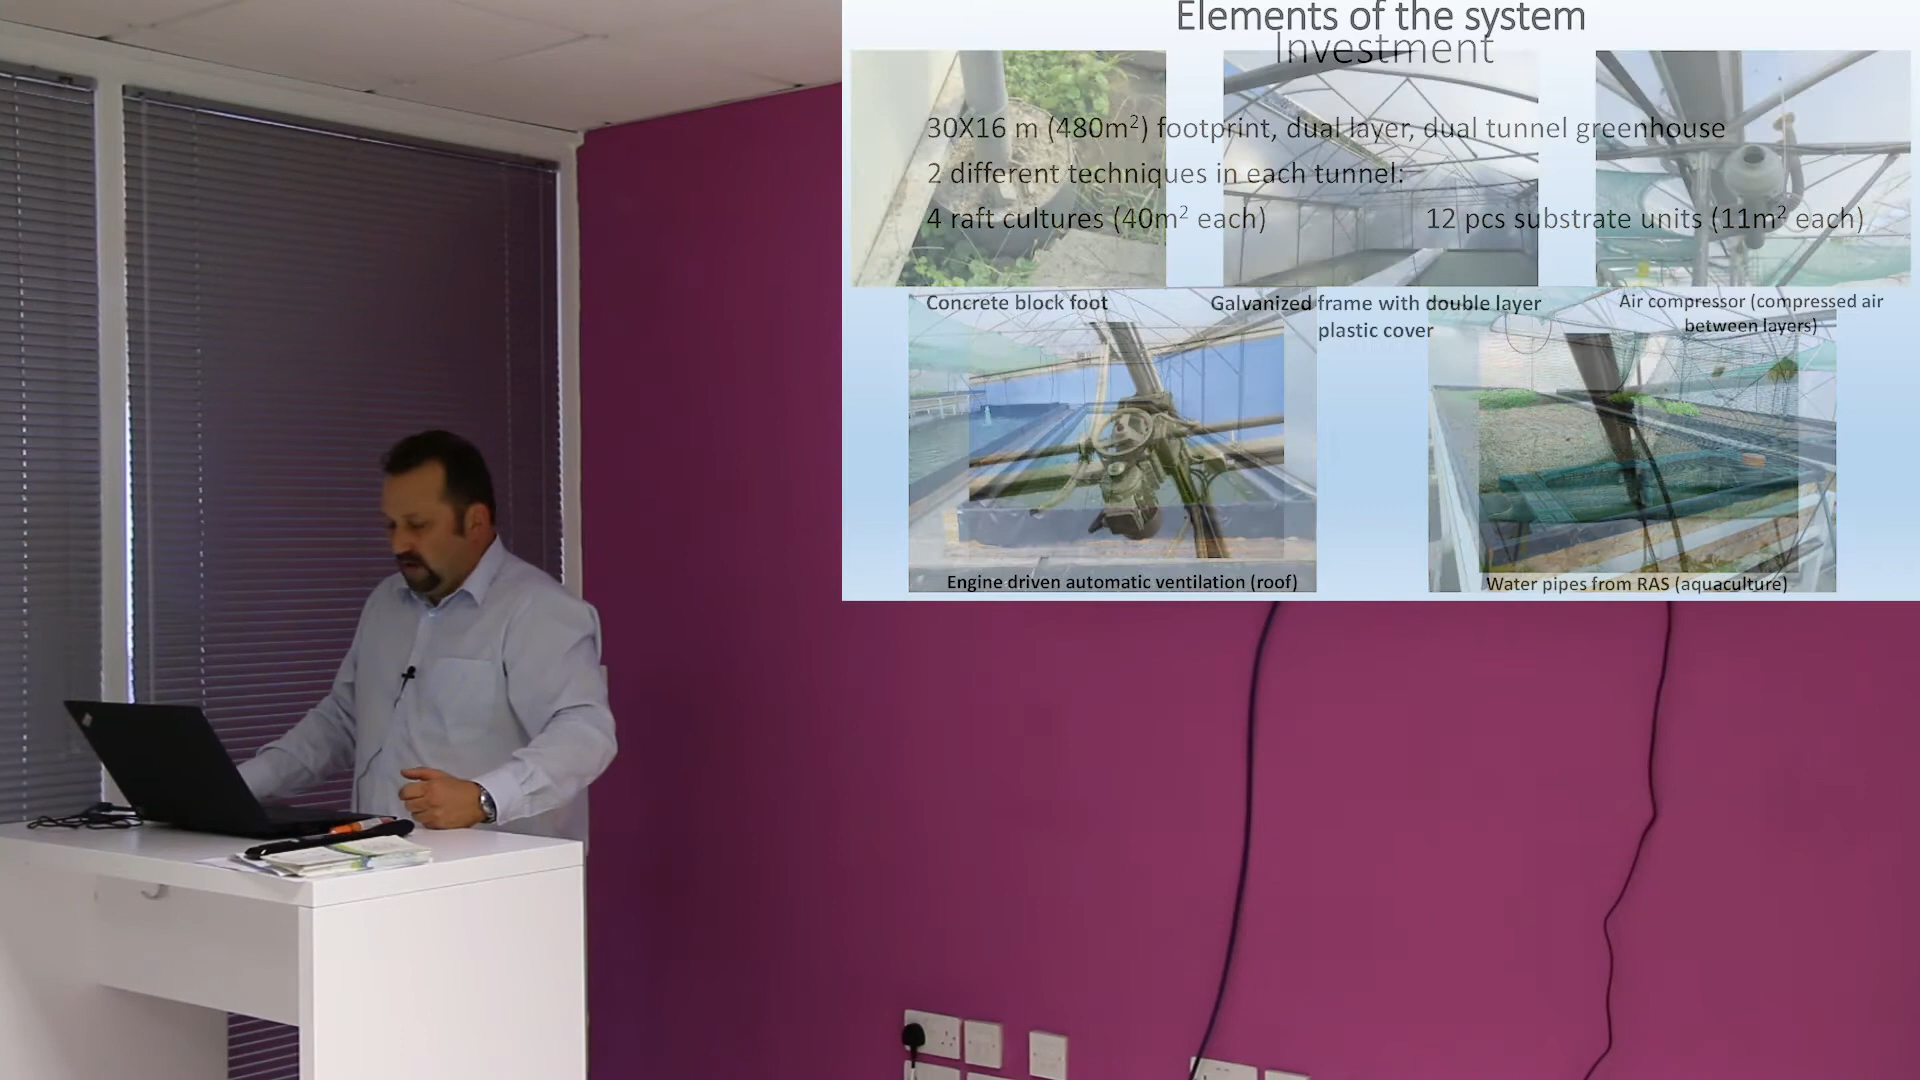 Elements of the system
Investment
30X16 m (480m²) footprint, dual layer, dual tunnel greenhouse
2 different techniques in each tunnel:
4 raft cultures (40m² each) 12 pcs substrate units (11m² each)
Concrete block foot
Galvanized frame with double layer
plastic cover
Air compressor (compressed air
between layers)
Engine driven automatic ventilation (roof)
Water pipes from RAS (aquaculture)